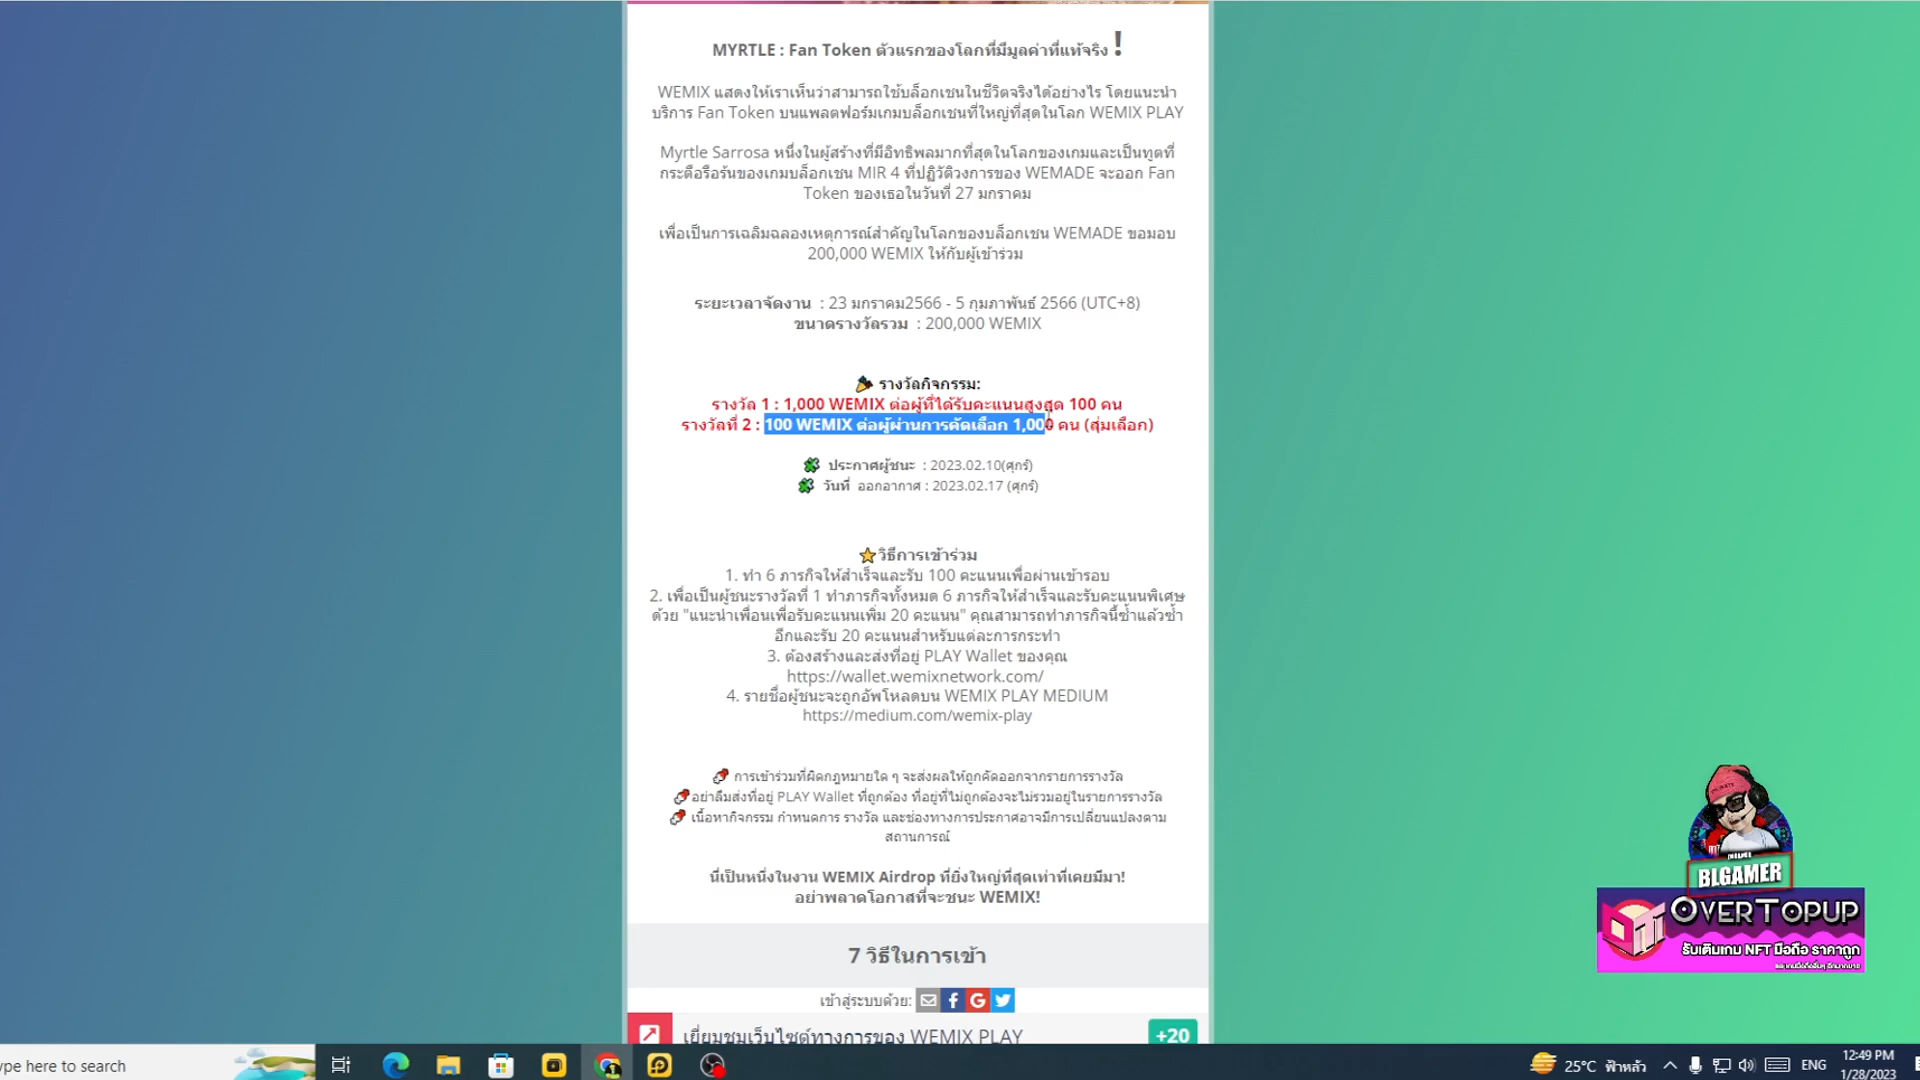 MYRTLE : Fan Token ตัวแรกของโลกที่มีมูลค่าที่แท้จริง !
WEMIX แสดงให้เราเห็นว่าสามารถใช้บล็อกเชนในชีวิตจริงได้อย่างไร โดยแนะนำ
บริการ Fan Token บนแพลตฟอร์มเกมบล็อกเชนที่ใหญ่ที่สุดในโลก WEMIX PLAY
Myrtle Sarrosa หนึ่งในผู้สร้างที่มีอิทธิพลมากที่สุดในโลกของเกมและเป็นทูตที่
กระตือรือร้นของเกมบล็อกเชน MIR 4 ที่ปฏิวัติวงการของ WEMADE จะออก Fan
Token ของเธอในวันที่ 27 มกราคม
เพื่อเป็นการเฉลิมฉลองเหตุการณ์สำคัญในโลกของบล็อกเชน WEMADE ขอมอบ
200,000 WEMIX ให้กับผู้เข้าร่วม
ระยะเวลาจัดงาน : 23 มกราคม2566 - 5 กุมภาพันธ์ 2566 (UTC+8)
ขนาดรางวัลรวม : 200,000 WEMIX
รางวัลกิจกรรม:
รางวัล 1 : 1,000 WEMIX ต่อผู้ที่ได้รับคะแนนสูงสุด 100 คน
รางวัลที่ 2 : 100 WEMIX ต่อผู้ผ่านการคัดเลือก 1,000 คน (สุ่มเลือก)
ประกาศผู้ชนะ : 2023.02.10(ศุกร์)
วันที่ ออกอากาศ : 2023.02.17 (ศุกร์)
วิธีการเข้าร่วม
1. ทำ 6 ภารกิจให้สำเร็จและรับ 100 คะแนนเพื่อผ่านเข้ารอบ
2. เพื่อเป็นผู้ชนะรางวัลที่ 1 ทำภารกิจทั้งหมด 6 ภารกิจให้สำเร็จและรับคะแนนพิเศษ
ด้วย "แนะนำเพื่อนเพื่อรับคะแนนเพิ่ม 20 คะแนน" คุณสามารถทำภารกิจนี้ซ้ำแล้วซ้ำ
อีกและรับ 20 คะแนนสำหรับแต่ละการกระทำ
3. ต้องสร้างและส่งที่อยู่ PLAY Wallet ของคุณ
https://wallet.wemixnetwork.com/
4. รายชื่อผู้ชนะจะถูกอัพโหลดบน WEMIX PLAY MEDIUM
https://medium.com/wemix-play
การเข้าร่วมที่ผิดกฎหมายใด ๆ จะส่งผลให้ถูกคัดออกจากรายการรางวัล
อย่าลืมส่งที่อยู่ PLAY Wallet ที่ถูกต้อง ที่อยู่ที่ไม่ถูกต้องจะไม่รวมอยู่ในรายการรางวัล
เนื้อหากิจกรรม กำหนดการ รางวัล และช่องทางการประกาศอาจมีการเปลี่ยนแปลงตาม
สถานการณ์
นี่เป็นหนึ่งในงาน WEMIX Airdrop ที่ยิ่งใหญ่ที่สุดเท่าที่เคยมีมา!
อย่าพลาดโอกาสที่จะชนะ WEMIX!
7 วิธีในการเข้า
เข้าสู่ระบบด้วย:
เยี่ยมชมเว็บไซต์ทางการของ WEMIX PLAY +20
BLGAMER
OVERTOPUP
รับเติมเกม NFT มือถือ ราคาถูก
ype here to search
25°C ฟ้าหลัว
ENG
12:49 PM
1/28/2023